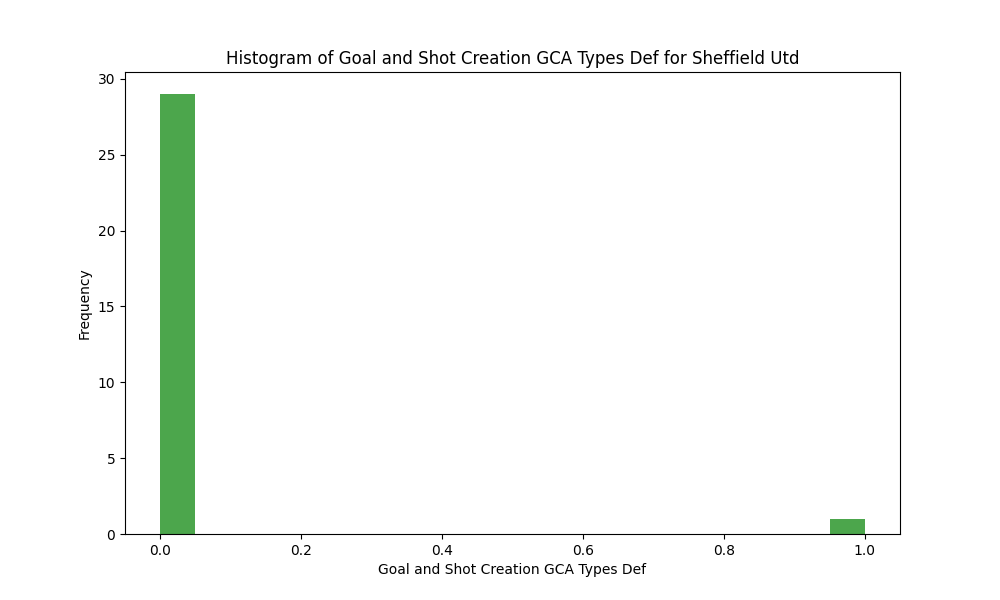 Histogram of Goal and Shot Creation GCA Types Def for Sheffield Utd
30
25
20
15
10
5
0
Frequency
0.0 0.2 0.4 0.6 0.8 1.0
Goal and Shot Creation GCA Types Def